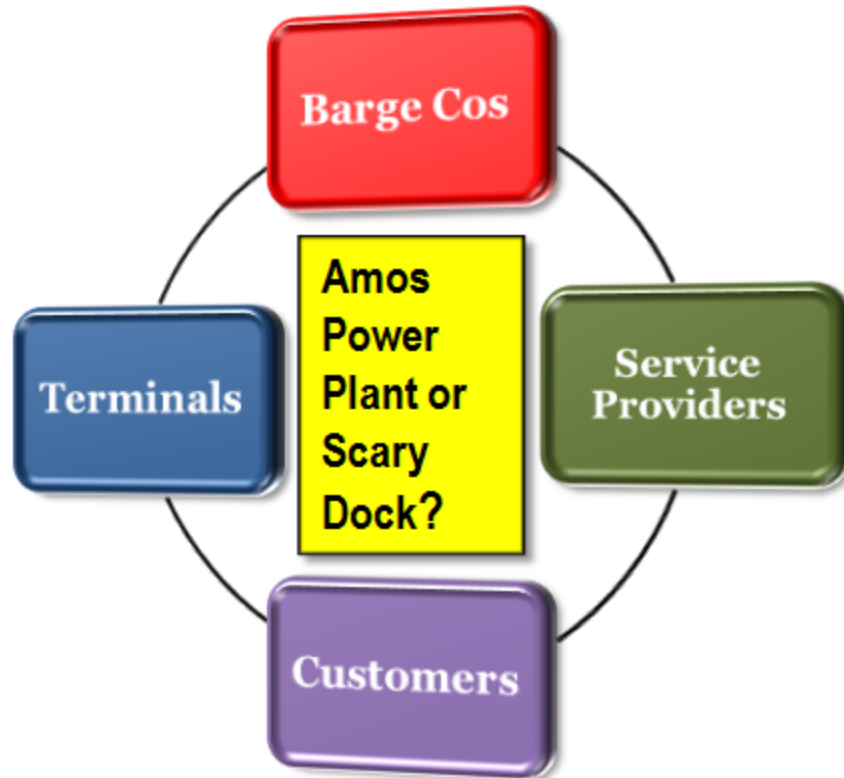 Barge Cos
Amos
Power
Plant or
Scary
Dock?
Terminals
Service
Providers
Customers